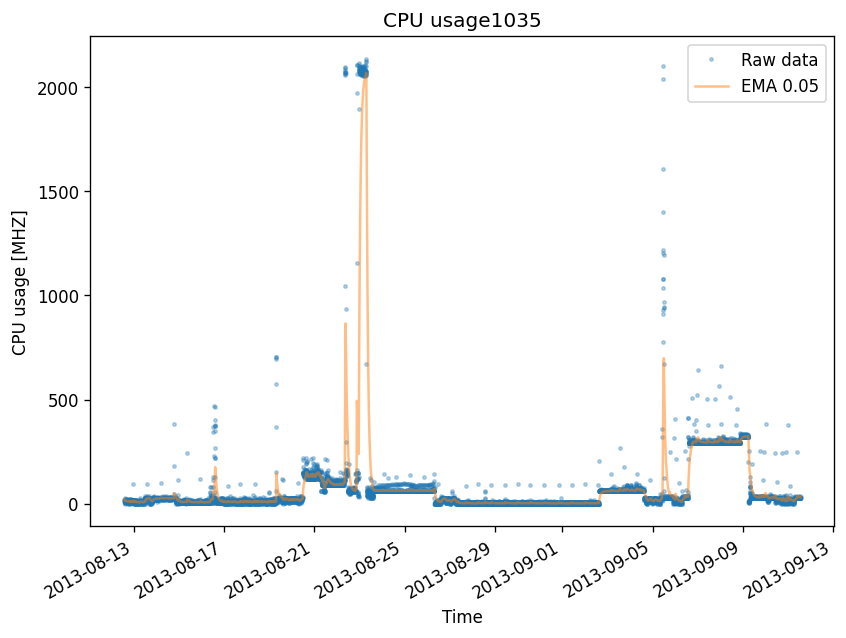 CPU usage1035
Raw data
EMA 0.05
2000
1500
1000
500
0
CPU usage [MHZ]
2013-08-13
2013-08-17
2013-08-21
2013-08-25
2013-08-29
2013-09-01
2013-09-05
2013-09-09
2013-09-13
Time